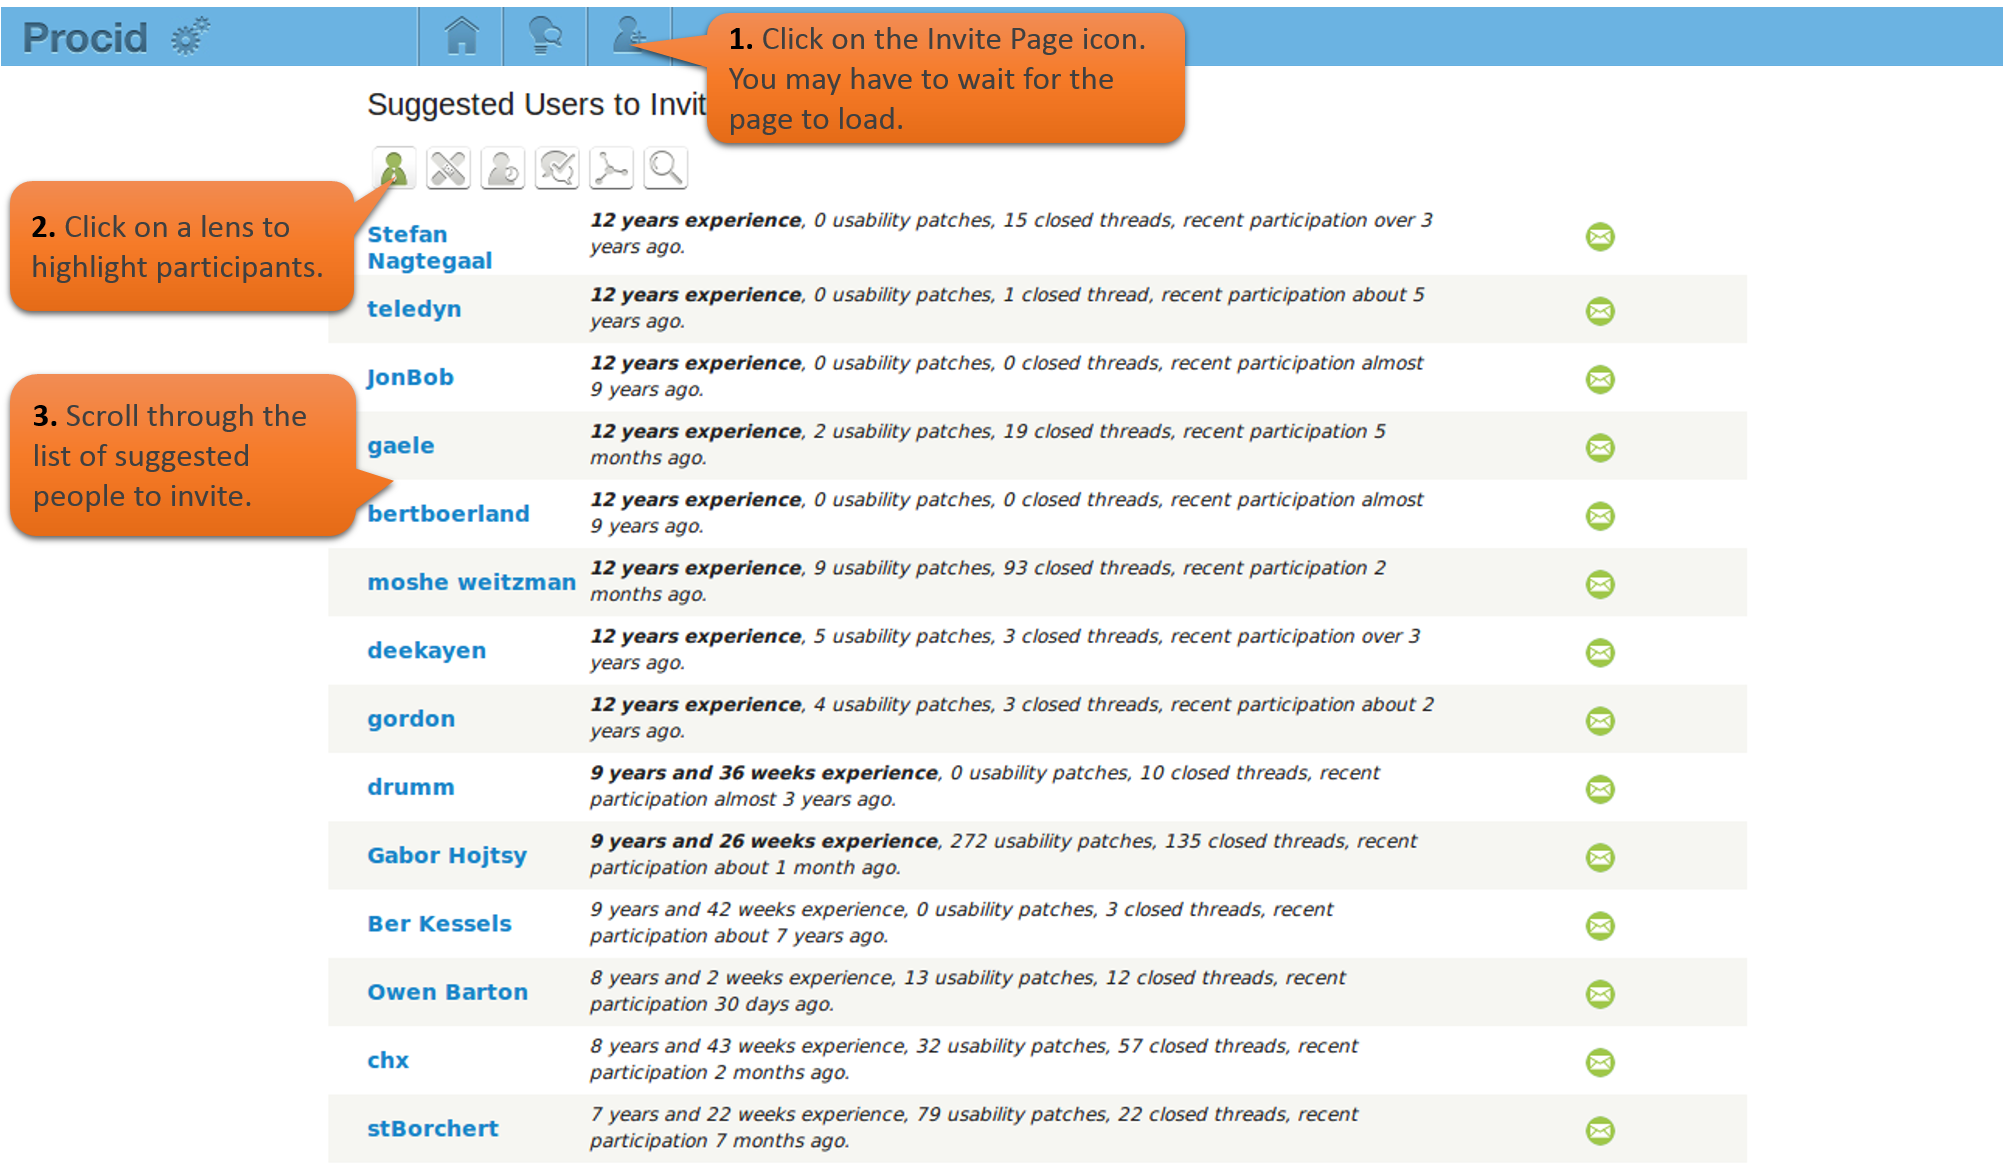 Procid
1. Click on the Invite Page icon.
You may have to wait for the
page to load.
Suggested Users to Invit
2. Click on a lens to
highlight participants.
Stefan
Nagtegaal
12 years experience, 0 usability patches, 15 closed threads, recent participation over 3
years ago.
teledyn
12 years experience, 0 usability patches, 1 closed thread, recent participation about 5
years ago.
JonBob
12 years experience, 0 usability patches, 0 closed threads, recent participation almost
9 years ago.
3. Scroll through the
list of suggested
people to invite.
gaele
12 years experience, 2 usability patches, 19 closed threads, recent participation 5
months ago.
bertboerland
12 years experience, 0 usability patches, 0 closed threads, recent participation almost
9 years ago.
moshe weitzman
12 years experience, 9 usability patches, 93 closed threads, recent participation 2
months ago.
deekayen
12 years experience, 5 usability patches, 3 closed threads, recent participation over 3
years ago.
gordon
12 years experience, 4 usability patches, 3 closed threads, recent participation about 2
years ago.
drumm
9 years and 36 weeks experience, 0 usability patches, 10 closed threads, recent
participation almost 3 years ago.
Gabor Hojtsy
9 years and 26 weeks experience, 272 usability patches, 135 closed threads, recent
participation about 1 month ago.
Ber Kessels
9 years and 42 weeks experience, 0 usability patches, 3 closed threads, recent
participation about 7 years ago.
Owen Barton
8 years and 2 weeks experience, 13 usability patches, 12 closed threads, recent
participation 30 days ago.
chx
8 years and 43 weeks experience, 32 usability patches, 57 closed threads, recent
participation 2 months ago.
stBorchert
7 years and 22 weeks experience, 79 usability patches, 22 closed threads, recent
participation 7 months ago.